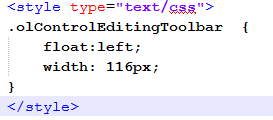 <style type="text/css">
.olControlEditingToolbar  {
    float:left;
    width: 116px;
}
</style>